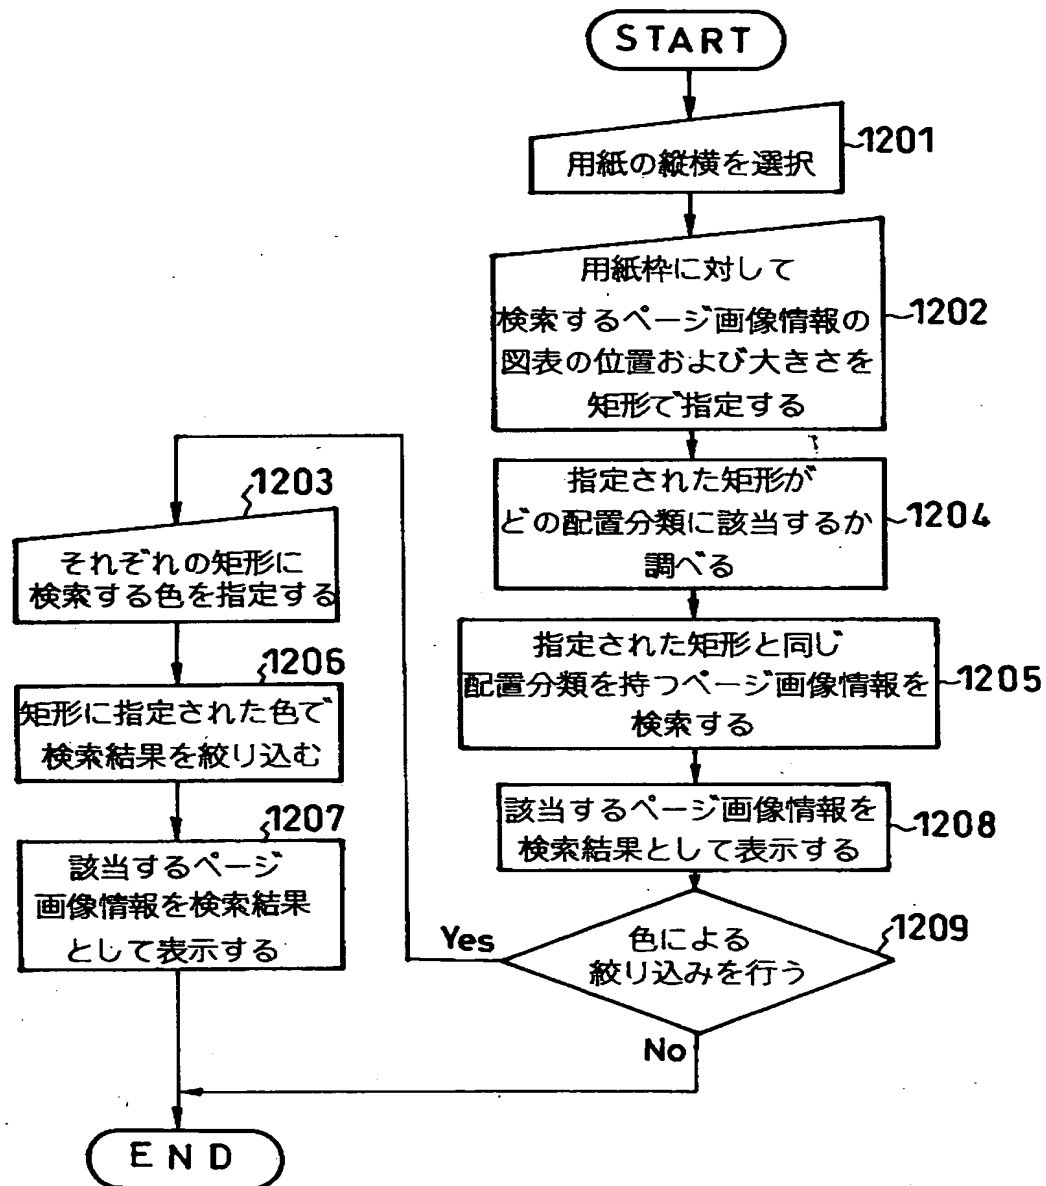 START
用紙の縦横を選択
1201
用紙枠に対して
検索するページ画像情報の
図表の位置および大きさを
矩形で指定する
1202
指定された矩形が
どの配置分類に該当するか
調べる
1204
指定された矩形と同じ
配置分類を持つページ画像情報を
検索する
1205
該当するページ画像情報を
検索結果として表示する
1208
色による
絞り込みを行う
1209
Yes
No
1203
それぞれの矩形に
検索する色を指定する
1206
矩形に指定された色で
検索結果を絞り込む
1207
該当するページ
画像情報を検索結果
として表示する
END